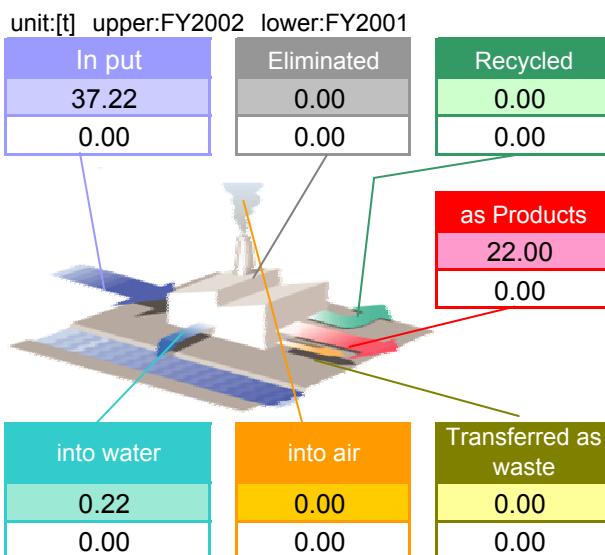 unit:[t] upper:FY2002 lower:FY2001
In put
37.22
0.00
Eliminated
0.00
0.00
Recycled
0.00
0.00
as Products
22.00
0.00
into water
0.22
0.00
into air
0.00
0.00
Transferred as
waste
0.00
0.00